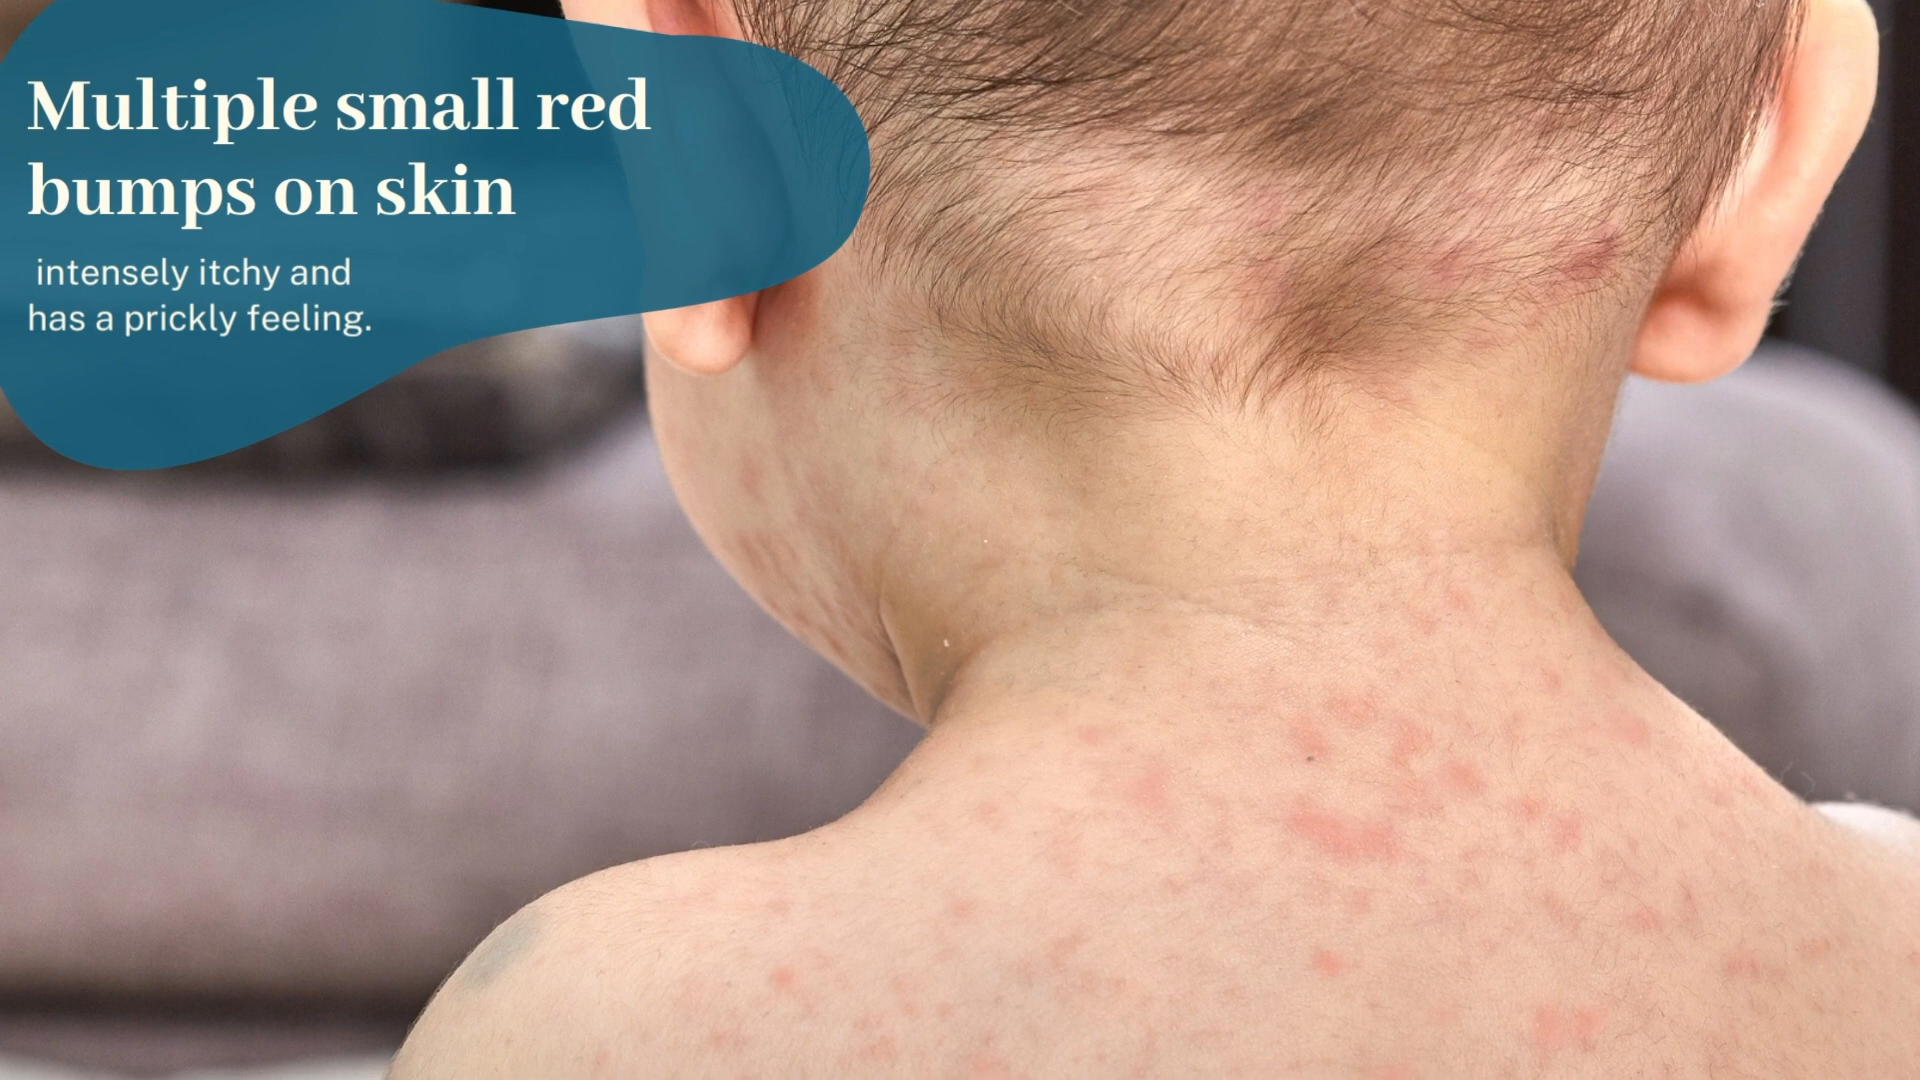 Multiple small red
bumps on skin
intensely itchy and
has a prickly feeling.